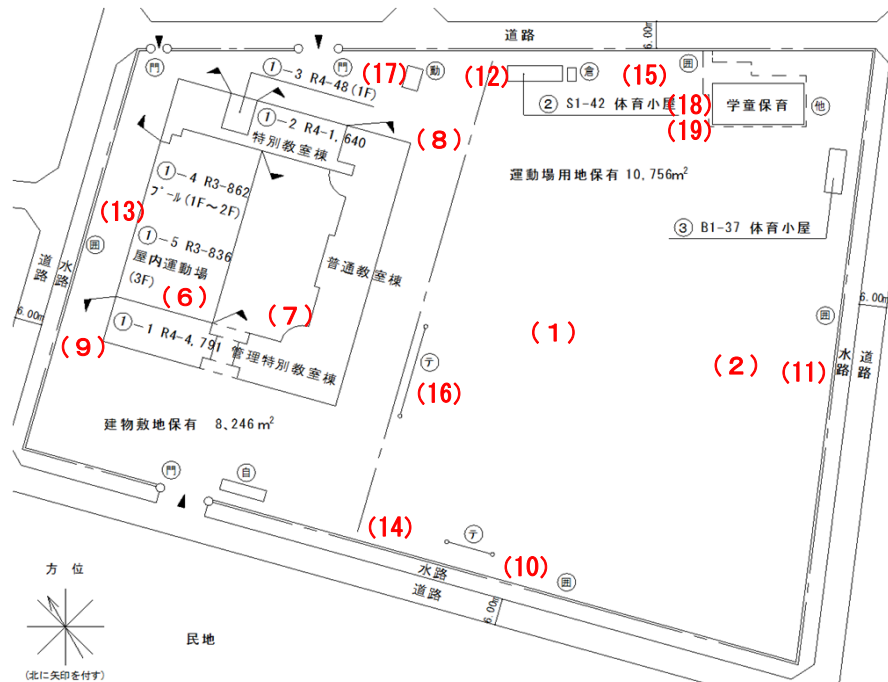 道路
6.00m
門
門
(17)
動
(12)
倉
(15)
囲
①-3 R4-48(1F)
② S1-42 体育小屋
(18)
学童保育
他
(19)
①-2 R4-1,640
特別教室棟
(8)
運動場用地保有 10,756m²
①-4 R3-862
プール(1F～2F)
(13)
囲
③ B1-37 体育小屋
①-5 R3-836
屋内運動場
(3F)
普通教室棟
道路
水路
6.00m
(6)
(7)
(1)
6.00m
囲
①-1 R4-4,791
管理特別教室棟
(9)
(2)
(11)
水路
道路
テ
(16)
建物敷地保有 8,246m²
門
自
(14)
テ
(10)
囲
水路
道路
6.00m
方位
民地
(北に矢印を付す)